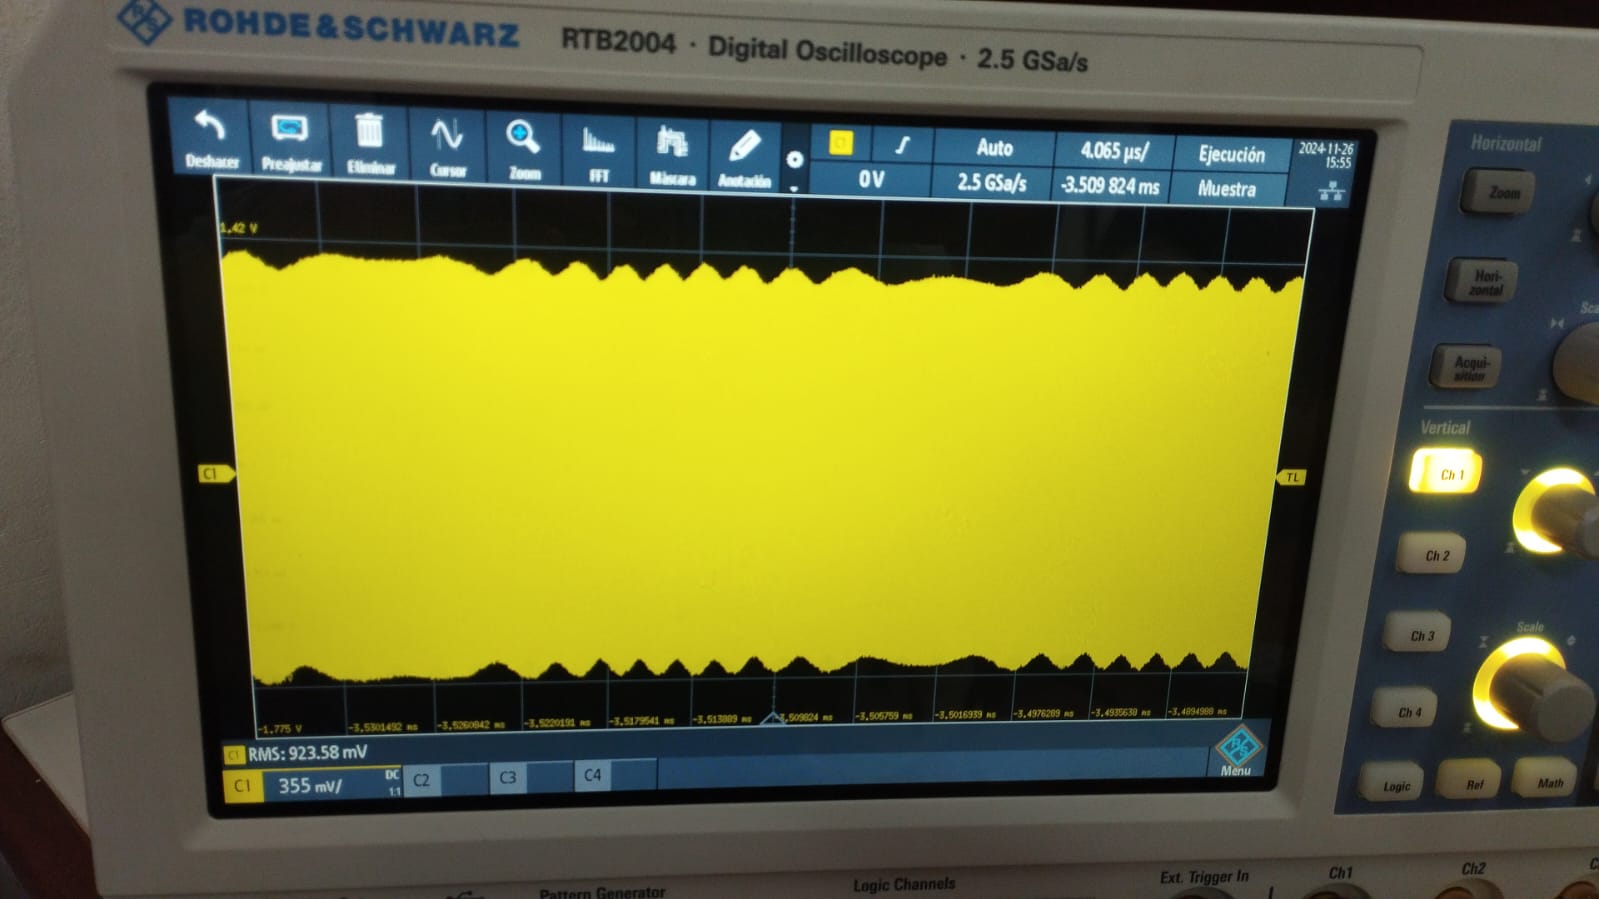 ROHDE & SCHWARZ RTB2004 · Digital Oscilloscope · 2.5 GSa/s
Deshacer Preajustar Eliminar Cursor Zoom FFT Máscara Anotación
C1 Auto 4.065 µs/ Ejecución 2024-11-26
0 V 2.5 GSa/s -3.509 824 ms Muestra 15:55
1.42 V
C1 TL
-1.775 V -3.5301492 ms -3.5260842 ms -3.5220191 ms -3.5179541 ms -3.513889 ms -3.509824 ms -3.505759 ms -3.5016939 ms -3.4976289 ms -3.4935638 ms -3.4894988 ms
C1 RMS: 923.58 mV
C1 355 mV/ DC 1:1 C2 C3 C4 Menu
Horizontal
Zoom
Hori-
zontal
Acqui-
sition
Vertical
Ch 1
Ch 2
Ch 3
Scale
Ch 4
Logic Ref Math
Pattern Generator Logic Channels Ext. Trigger In Ch1 Ch2